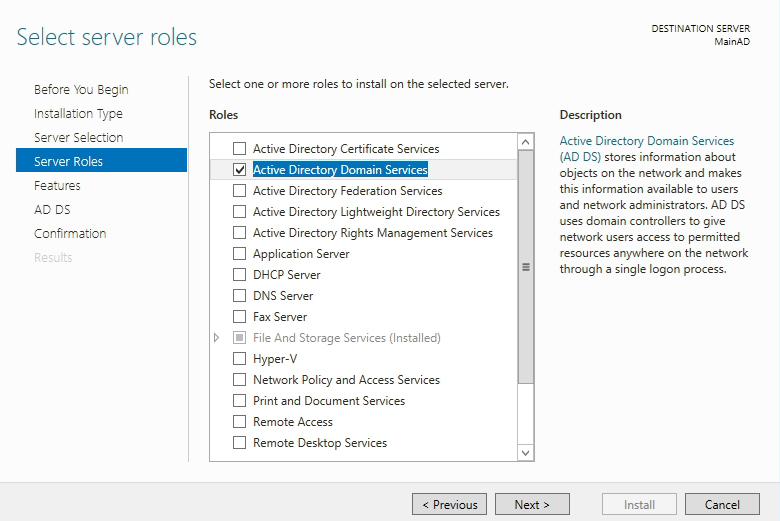 Select server roles
DESTINATION SERVER
MainAD
Before You Begin
Installation Type
Server Selection
Server Roles
Features
AD DS
Confirmation
Results
Select one or more roles to install on the selected server.
Roles
Active Directory Certificate Services
Active Directory Domain Services
Active Directory Federation Services
Active Directory Lightweight Directory Services
Active Directory Rights Management Services
Application Server
DHCP Server
DNS Server
Fax Server
File And Storage Services (Installed)
Hyper-V
Network Policy and Access Services
Print and Document Services
Remote Access
Remote Desktop Services
Description
Active Directory Domain Services
(AD DS) stores information about
objects on the network and makes
this information available to users
and network administrators. AD DS
uses domain controllers to give
network users access to permitted
resources anywhere on the network
through a single logon process.
< Previous
Next >
Install
Cancel